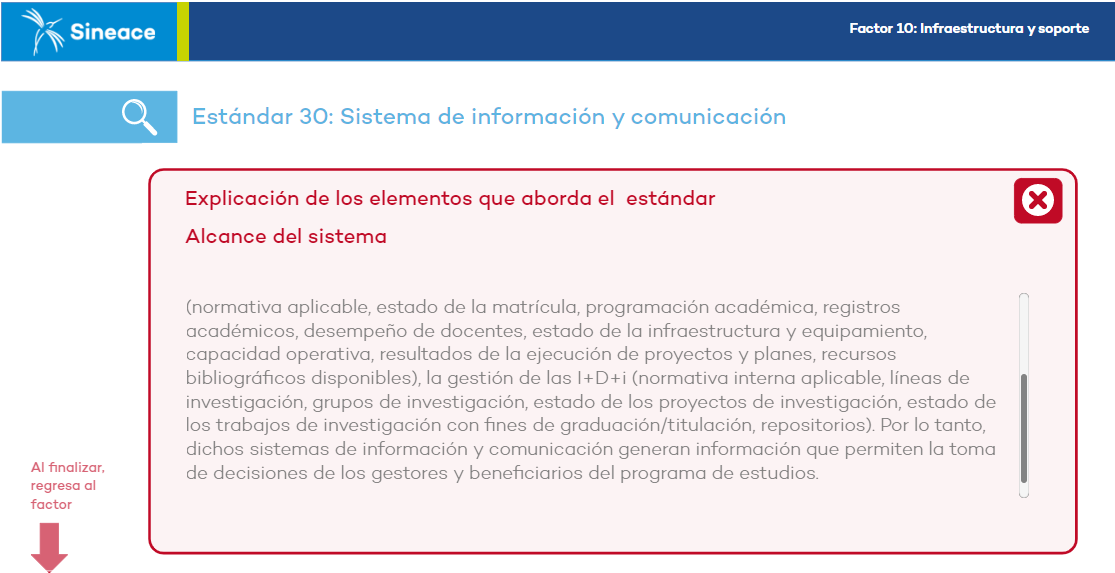 Sineace
Factor 10: Infraestructura y soporte
Estándar 30: Sistema de información y comunicación
Explicación de los elementos que aborda el estándar
Alcance del sistema
(normativa aplicable, estado de la matrícula, programación académica, registros
académicos, desempeño de docentes, estado de la infraestructura y equipamiento,
capacidad operativa, resultados de la ejecución de proyectos y planes, recursos
bibliográficos disponibles), la gestión de las I+D+i (normativa interna aplicable, líneas de
investigación, grupos de investigación, estado de los proyectos de investigación, estado de
los trabajos de investigación con fines de graduación/titulación, repositorios). Por lo tanto,
dichos sistemas de información y comunicación generan información que permiten la toma
de decisiones de los gestores y beneficiarios del programa de estudios.
Al finalizar,
regresa al
factor